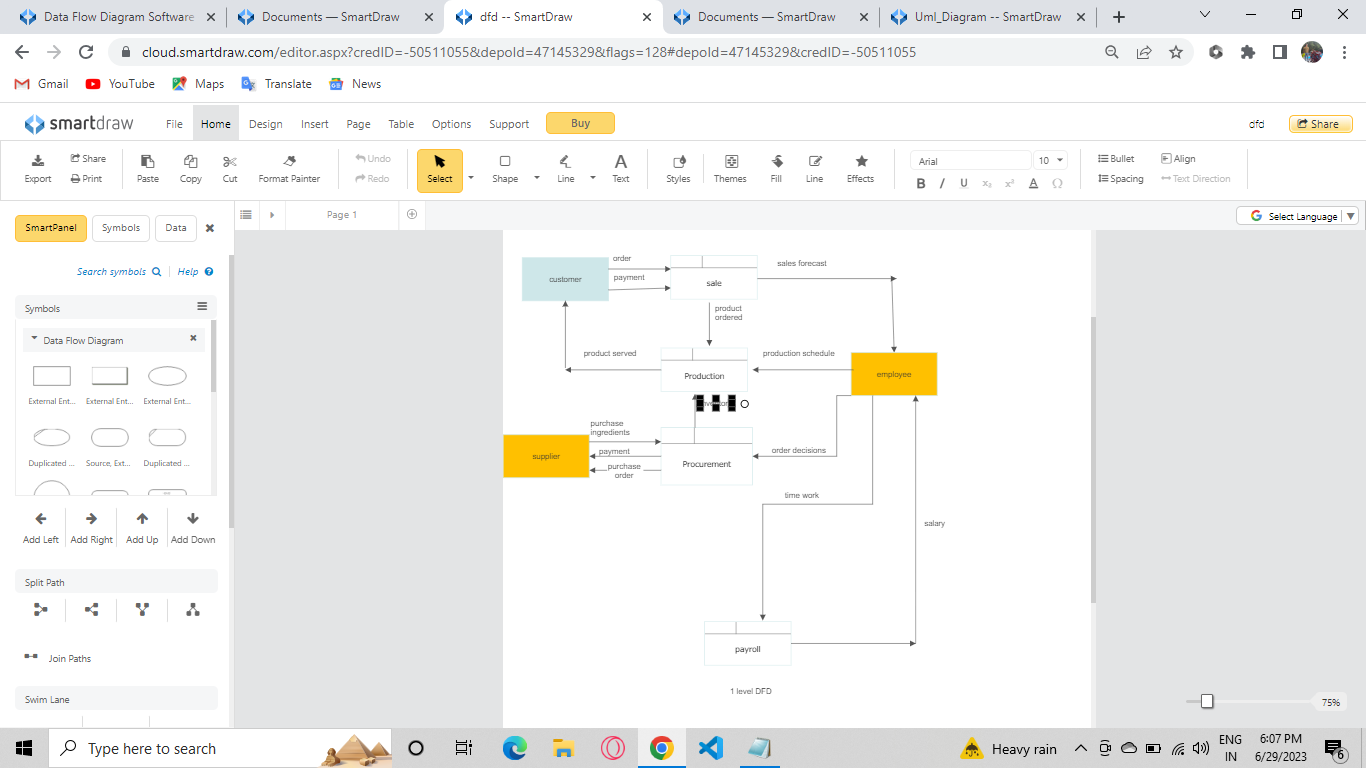 Data Flow Diagram Software
Documents — SmartDraw
dfd -- SmartDraw
Documents — SmartDraw
Uml_Diagram -- SmartDraw
cloud.smartdraw.com/editor.aspx?credID=-50511055&depoId=47145329&flags=128#depoId=47145329&credID=-50511055
Gmail
YouTube
Maps
Translate
News
smartdraw
File
Home
Design
Insert
Page
Table
Options
Support
Buy
dfd
Share
Export
Share
Print
Paste
Copy
Cut
Format Painter
Undo
Redo
Select
Shape
Line
Text
Styles
Themes
Fill
Line
Effects
Arial
10
B I U x₂ x² A Ω
Bullet
Spacing
Align
Text Direction
SmartPanel
Symbols
Data
Page 1
Select Language
Search symbols
Help
Symbols
Data Flow Diagram
External Ent...
External Ent...
External Ent...
Duplicated ...
Source, Ext...
Duplicated ...
Add Left
Add Right
Add Up
Add Down
Split Path
Join Paths
Swim Lane
customer
order
payment
sale
sales forecast
product
ordered
product served
Production
production schedule
employee
purchase
ingredients
supplier
payment
purchase
order
Procurement
order decisions
time work
salary
payroll
1 level DFD
75%
Type here to search
Heavy rain
ENG
IN
6:07 PM
6/29/2023
6